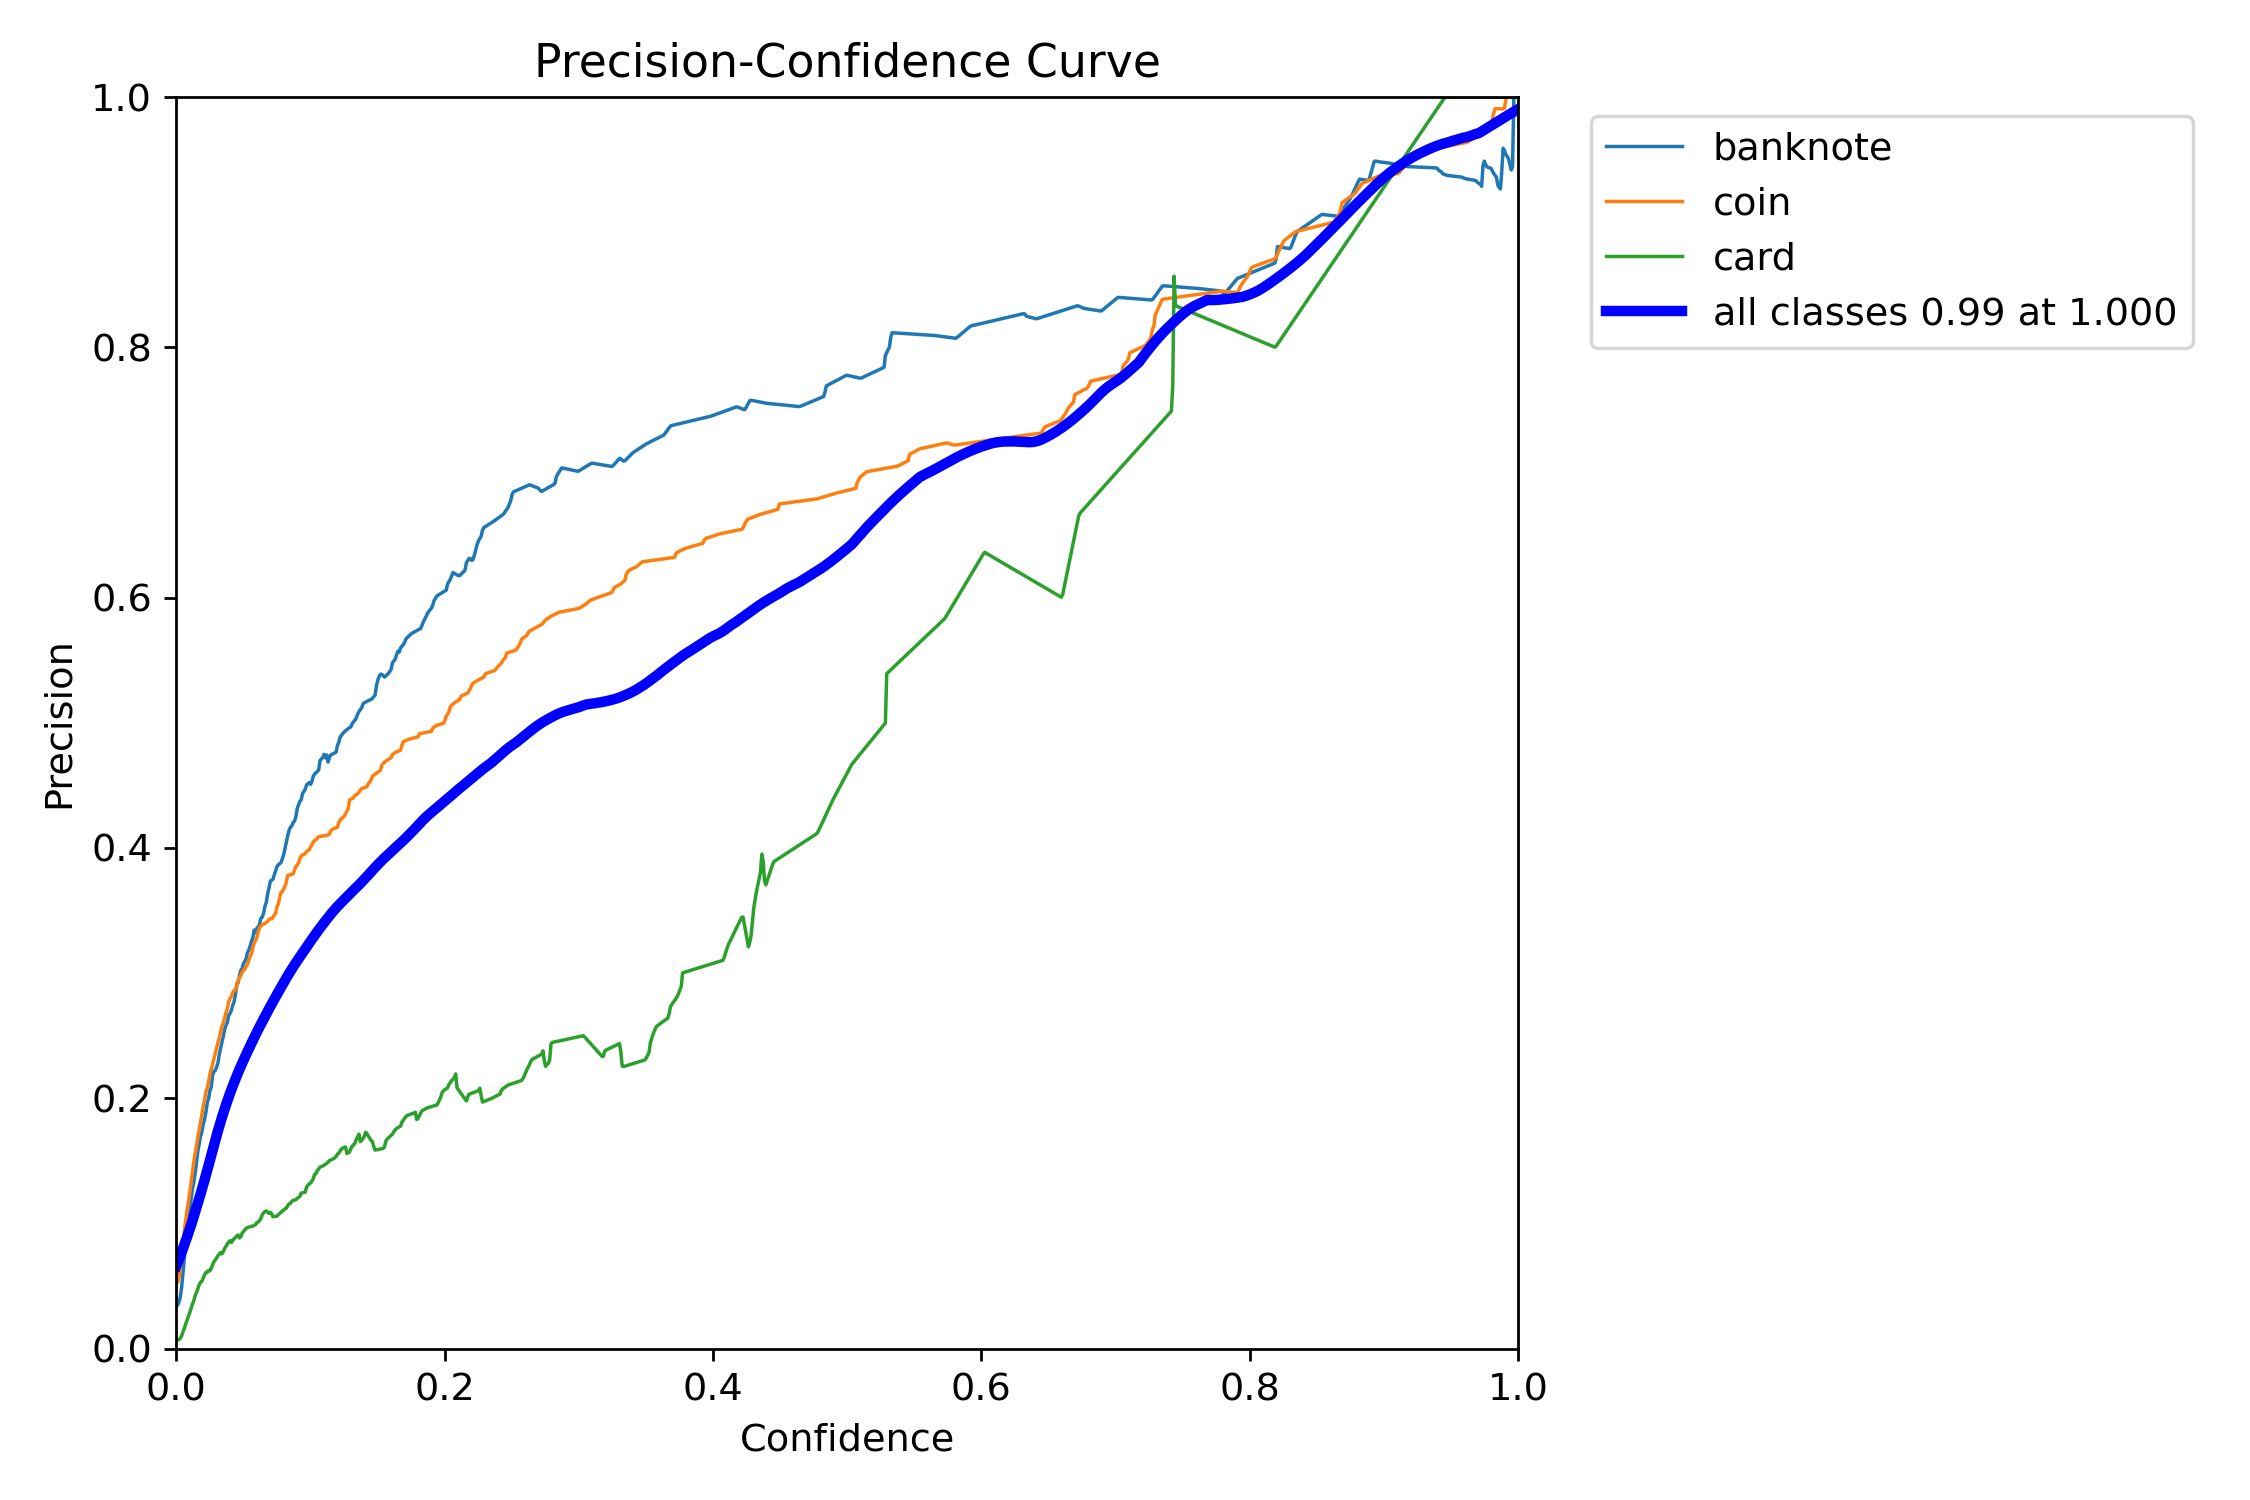 Precision-Confidence Curve
1.0
0.8
0.6
0.4
0.2
0.0
Precision
0.0 0.2 0.4 0.6 0.8 1.0
Confidence
banknote
coin
card
all classes 0.99 at 1.000